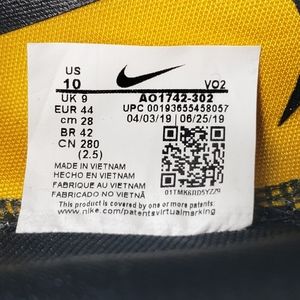 US
10
VO2
UK 9
AO1742-302
EUR 44
UPC 00193655458057
cm 28
04/03/19 06/25/19
BR 42
CN 280
(2.5)
MADE IN VIETNAM
HECHO EN VIETNAM
FABRIQUE AU VIETNAM
FABRICADO NO VIETNÃ
This product is covered by one or more patents.
www.nike.com/patentsvirtualmarking